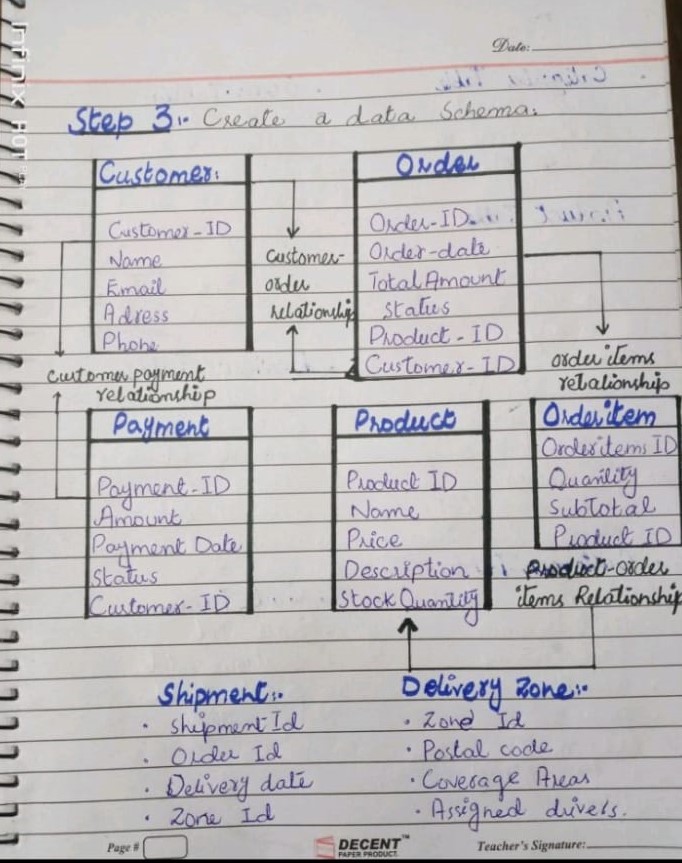 Infinix HOT
Date:
Step 3:. Create a data Schema:
Customer:
Customer-ID
Name
Email
Adress
Phone
Customer-
order
relationship
Order
Order-ID
Order-date
Total Amount
Status
Product-ID
Customer-ID
order items
relationship
Customer payment
relationship
Payment
Payment-ID
Amount
Payment Date
Status
Customer-ID
Product
Product ID
Name
Price
Description
Stock Quantity
Orderitem
Orderitems ID
Quantity
SubTotal
Product ID
Product-order
items Relationship
Shipment:.
• Shipment Id
• Order Id
• Delivery date
• Zone Id
Delivery Zone:.
• Zone Id
• Postal code
• Coverage Areas
• Assigned drivers.
Page #
DECENT™
PAPER PRODUCT.
Teacher's Signature: